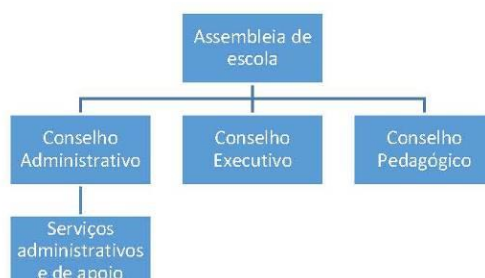 Assembleia de
escola
Conselho
Administrativo
Conselho
Executivo
Conselho
Pedagógico
Serviços
administrativos
e de apoio